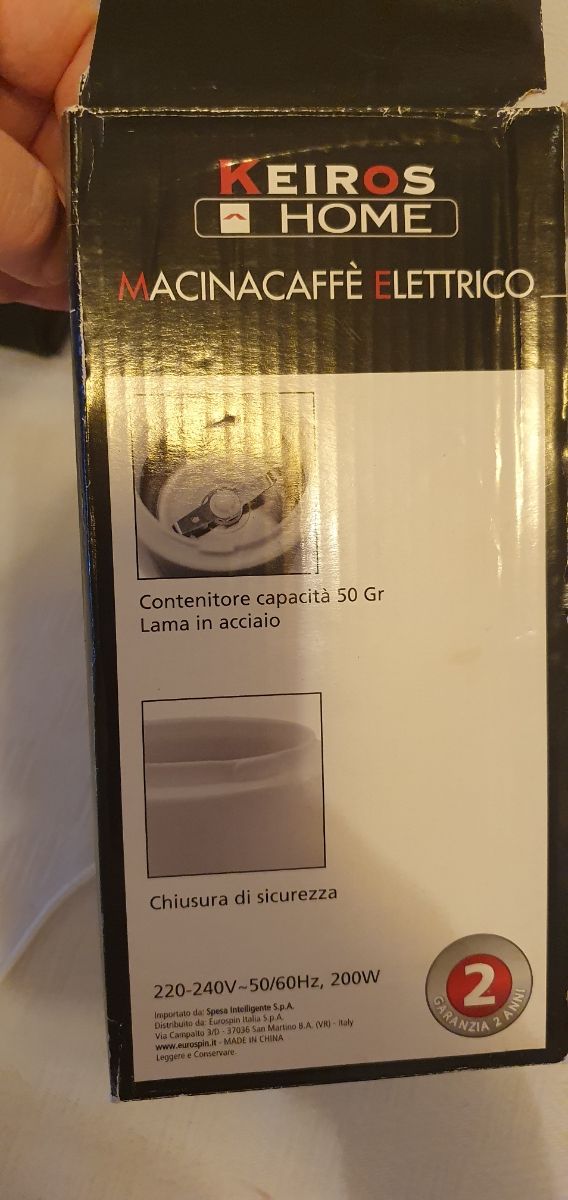 KEIROS
HOME
MACINACAFFÈ ELETTRICO
Contenitore capacità 50 Gr
Lama in acciaio
Chiusura di sicurezza
220-240V~50/60Hz, 200W
Importato da: Spesa Intelligente S.p.A.
Distribuito da: Eurospin Italia S.p.A.
Via Campalto 3/D - 37036 San Martino B.A. (VR) - Italy
www.eurospin.it - MADE IN CHINA
Leggere e Conservare.
2
GARANZIA 2 ANNI